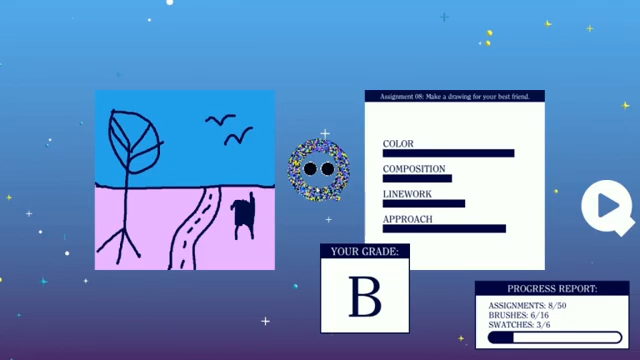 Assignment 08: Make a drawing for your best friend.
COLOR
COMPOSITION
LINEWORK
APPROACH
YOUR GRADE:
B
PROGRESS REPORT:
ASSIGNMENTS: 8/50
BRUSHES: 6/16
SWATCHES: 3/6